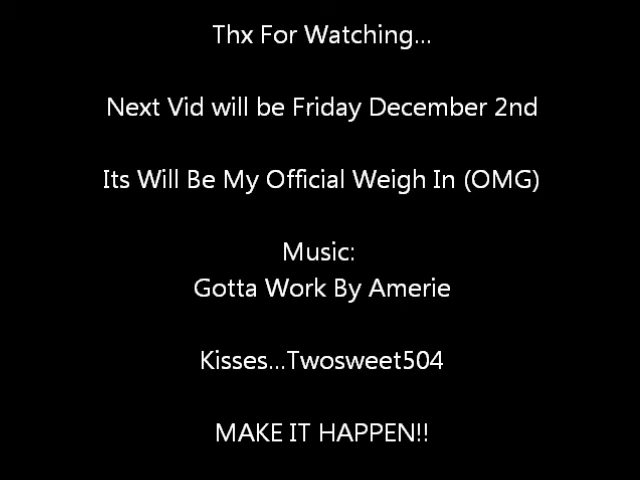 Thx For Watching...
Next Vid will be Friday December 2nd
Its Will Be My Official Weigh In (OMG)
Music:
Gotta Work By Amerie
Kisses...Twosweet504
MAKE IT HAPPEN!!